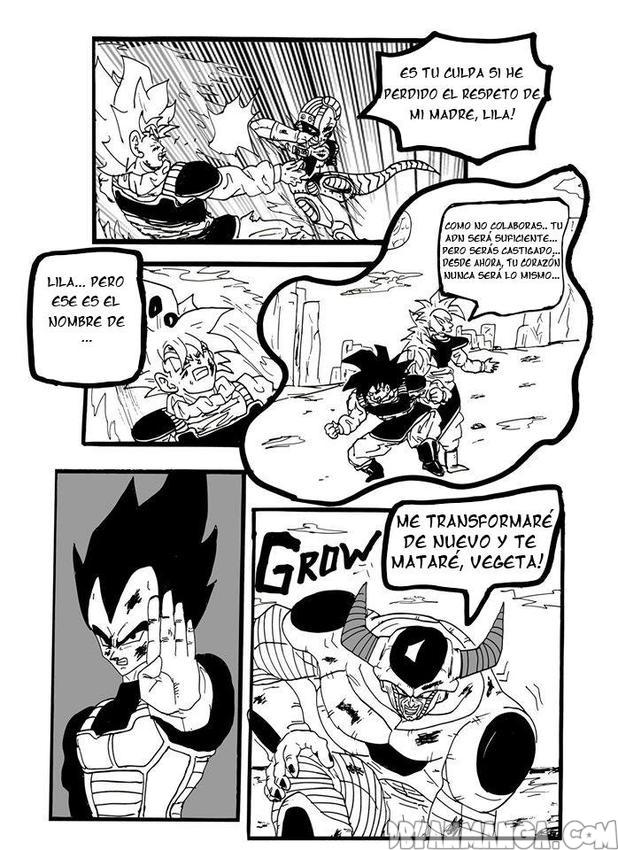 ES TU CULPA SI HE
PERDIDO EL RESPETO DE
MI MADRE, LILA!
COMO NO COLABORAS.. TU
ADN SERÁ SUFICIENTE...
PERO SERÁS CASTIGADO...
DESDE AHORA, TU CORAZÓN
NUNCA SERÁ LO MISMO...
LILA... PERO
ESE ES EL
NOMBRE DE
...
GROW
ME TRANSFORMARÉ
DE NUEVO Y TE
MATARÉ, VEGETA!
DBFANMANGA.COM